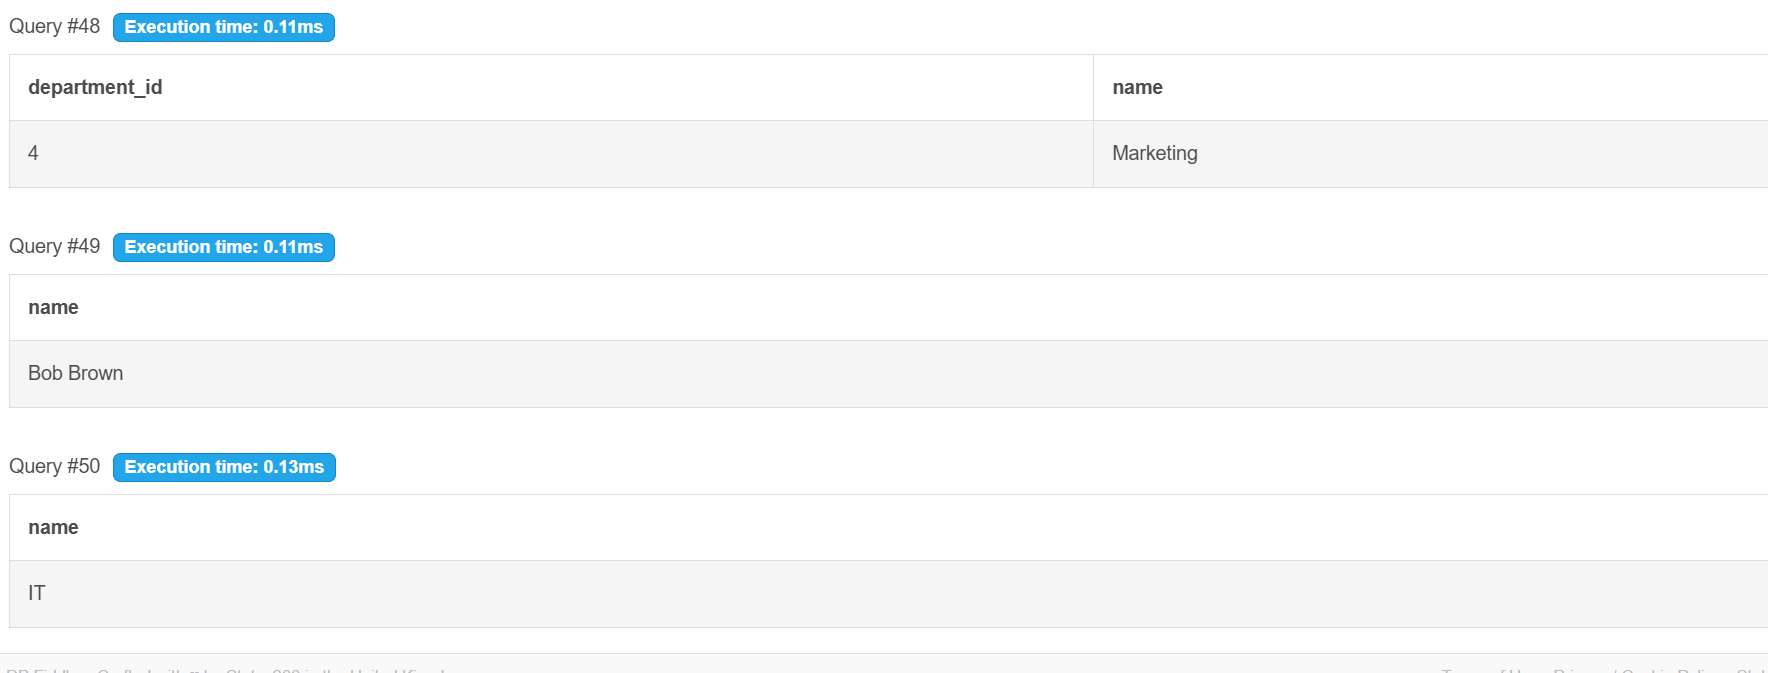 Query #48 Execution time: 0.11ms
department_id name
4 Marketing
Query #49 Execution time: 0.11ms
name
Bob Brown
Query #50 Execution time: 0.13ms
name
IT